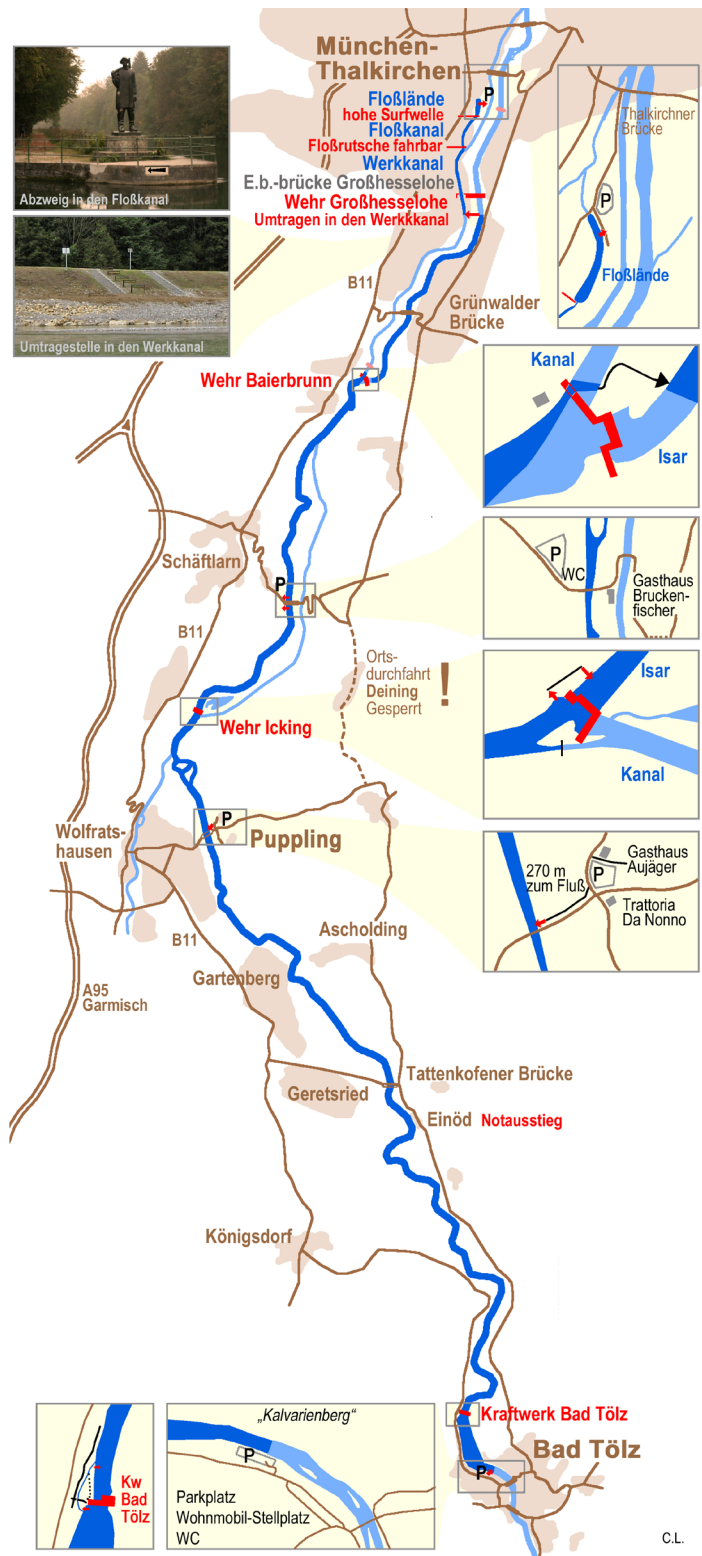 München-
Thalkirchen
P
Floßlände
hohe Surfwelle
Floßkanal
Floßrutsche fahrbar
Werkkanal
E.b.-brücke Großhesselohe
Wehr Großhesselohe
Umtragen in den Werkkkanal
Abzweig in den Floßkanal
Umtragestelle in den Werkkanal
Thalkirchner
Brücke
P
Floßlände
B11
Grünwalder
Brücke
Wehr Baierbrunn
Kanal
Isar
Schäftlarn
P
P
WC
Gasthaus
Brucken-
fischer
B11
Orts-
durchfahrt
Deining
Gesperrt
!
Wehr Icking
Isar
Kanal
Wolfrats-
hausen
P
Puppling
270 m
zum Fluß
Gasthaus
Aujäger
P
Trattoria
Da Nonno
B11
Ascholding
Gartenberg
A95
Garmisch
Tattenkofener Brücke
Geretsried
Einöd Notausstieg
Königsdorf
Kraftwerk Bad Tölz
Bad Tölz
P
Kw
Bad
Tölz
„Kalvarienberg“
P
Parkplatz
Wohnmobil-Stellplatz
WC
C.L.